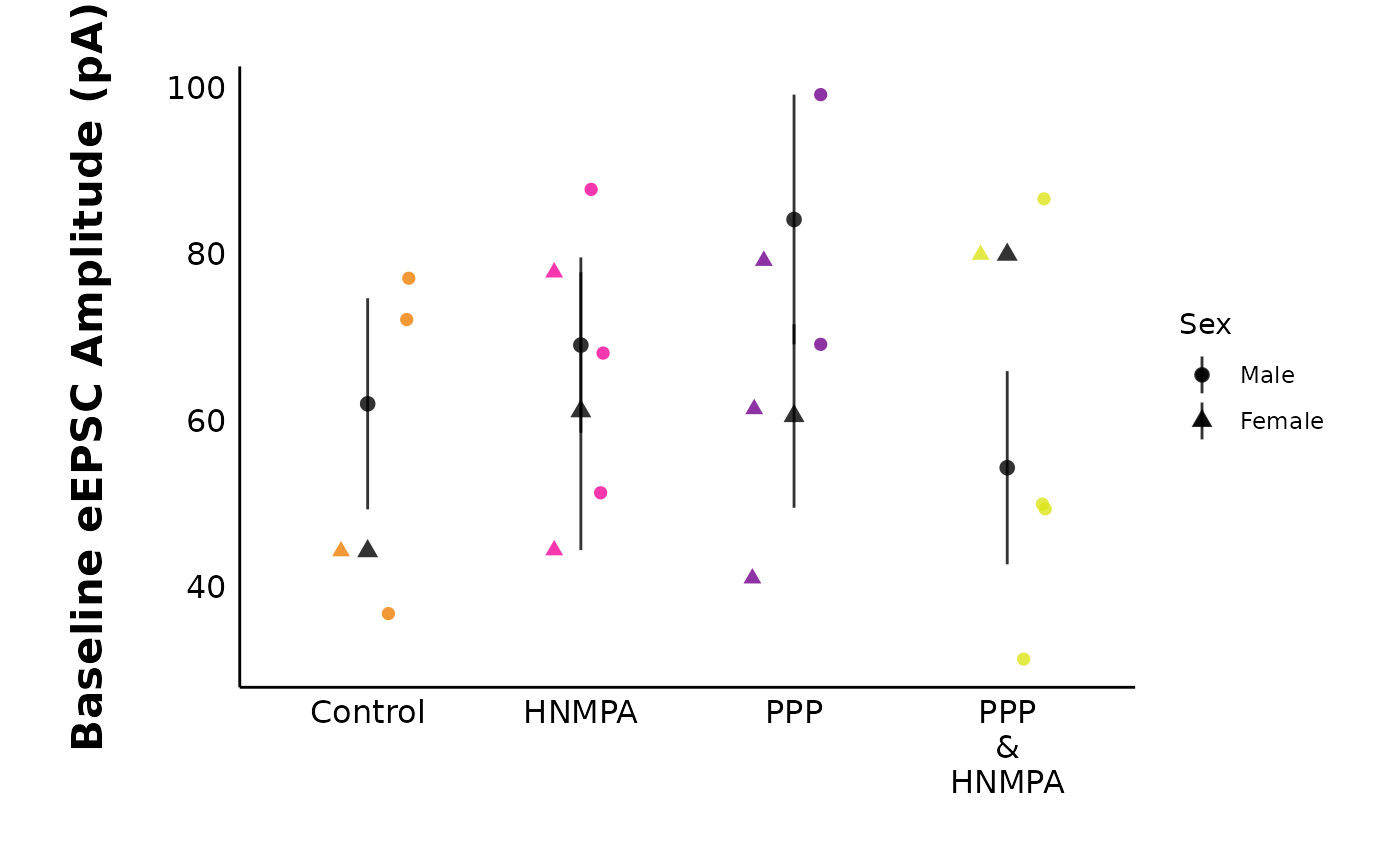 Baseline eEPSC Amplitude (pA)
100
80
60
40
Control
HNMPA
PPP
PPP
&
HNMPA
Sex
Male
Female